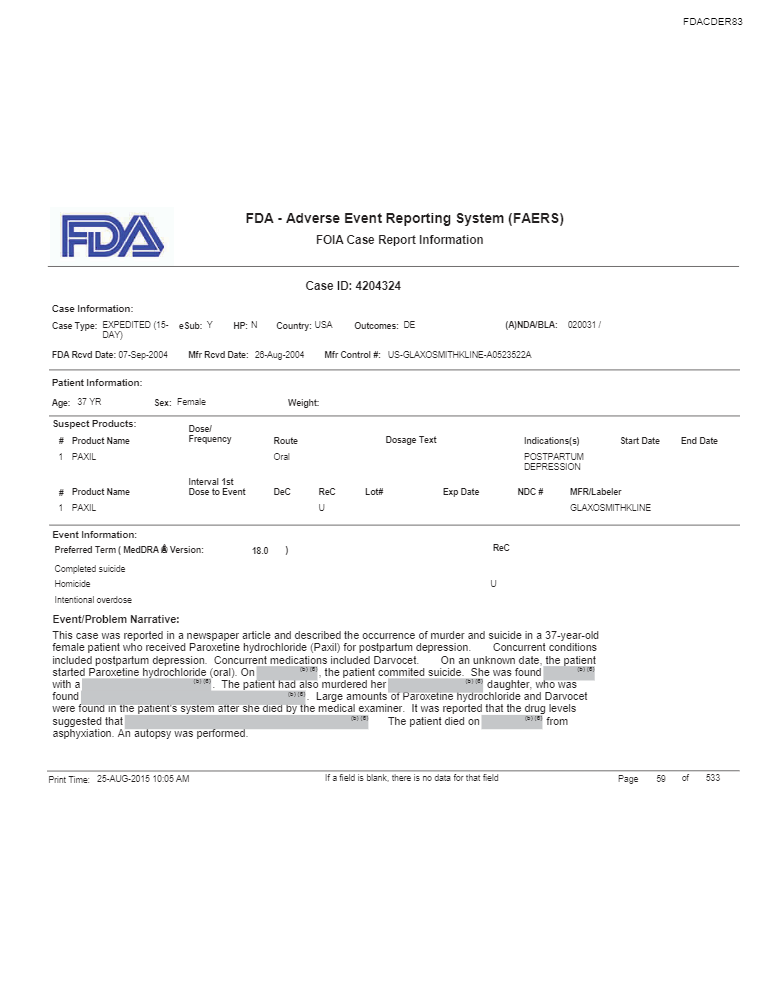 FDACDER83
FDA
FDA - Adverse Event Reporting System (FAERS)
FOIA Case Report Information
Case ID: 4204324
Case Information:
Case Type: EXPEDITED (15-DAY) eSub: Y HP: N Country: USA Outcomes: DE (A)NDA/BLA: 020031 /
FDA Rcvd Date: 07-Sep-2004 Mfr Rcvd Date: 26-Aug-2004 Mfr Control #: US-GLAXOSMITHKLINE-A0523522A
Patient Information:
Age: 37 YR Sex: Female Weight:
Suspect Products:
# Product Name Dose/Frequency Route Dosage Text Indications(s) Start Date End Date
1 PAXIL Oral POSTPARTUM DEPRESSION
# Product Name Interval 1st Dose to Event DeC ReC Lot# Exp Date NDC # MFR/Labeler
1 PAXIL U GLAXOSMITHKLINE
Event Information:
Preferred Term ( MedDRA Version: 18.0 ) ReC
Completed suicide
Homicide U
Intentional overdose
Event/Problem Narrative:
This case was reported in a newspaper article and described the occurrence of murder and suicide in a 37-year-old
female patient who received Paroxetine hydrochloride (Paxil) for postpartum depression. Concurrent conditions
included postpartum depression. Concurrent medications included Darvocet. On an unknown date, the patient
started Paroxetine hydrochloride (oral). On (b) (6), the patient commited suicide. She was found (b) (6)
with a (b) (6). The patient had also murdered her (b) (6) daughter, who was
found (b) (6). Large amounts of Paroxetine hydrochloride and Darvocet
were found in the patient's system after she died by the medical examiner. It was reported that the drug levels
suggested that (b) (6) The patient died on (b) (6) from
asphyxiation. An autopsy was performed.
Print Time: 25-AUG-2015 10:05 AM If a field is blank, there is no data for that field Page 59 of 533